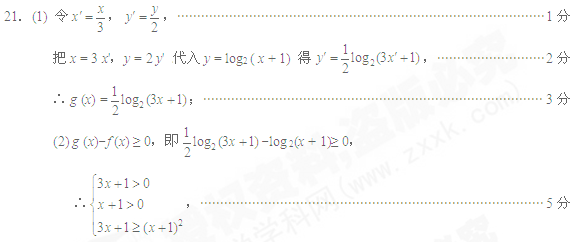 21. (1) 令 x′=x/3, y′=y/2, ……1 分
把 x=3 x′, y=2 y′ 代入 y=log₂(x+1) 得 y′=1/2 log₂(3x′+1), ……2 分
∴ g (x)=1/2 log₂(3x+1); ……3 分
(2) g (x)−f(x)≥0, 即 1/2 log₂(3x+1)−log₂(x+1)≥0,
∴ { 3x+1>0
x+1>0
3x+1≥(x+1)² , ……5 分